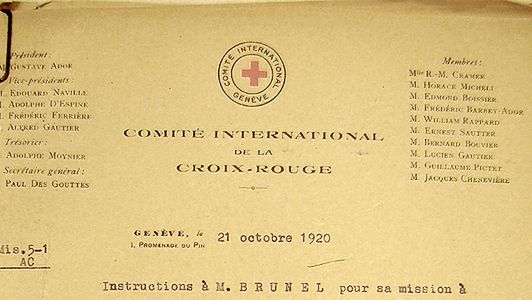 Président:
M. GUSTAVE ADOR
Vice-présidents:
M. EDOUARD NAVILLE
M. ADOLPHE D'ESPINE
M. FRÉDÉRIC FERRIÈRE
M. ALFRED GAUTIER
Trésorier:
ADOLPHE MOYNIER
Secrétaire général:
PAUL DES GOUTTES
COMITÉ INTERNATIONAL
GENÈVE
COMITÉ INTERNATIONAL
DE LA
CROIX-ROUGE
Membres:
Mlle R.-M. CRAMER
M. HORACE MICHELI
M. EDMOND BOISSIER
M. FRÉDÉRIC BARBEY-ADOR
M. WILLIAM RAPPARD
M. ERNEST SAUTTER
M. BERNARD BOUVIER
M. LUCIEN GAUTIER
M. GUILLAUME PICTET
M. JACQUES CHENEVIÈRE
GENÈVE, le 21 octobre 1920
1, PROMENADE DU PIN
Mis.5-1
AC
Instructions à M. BRUNEL pour sa mission à